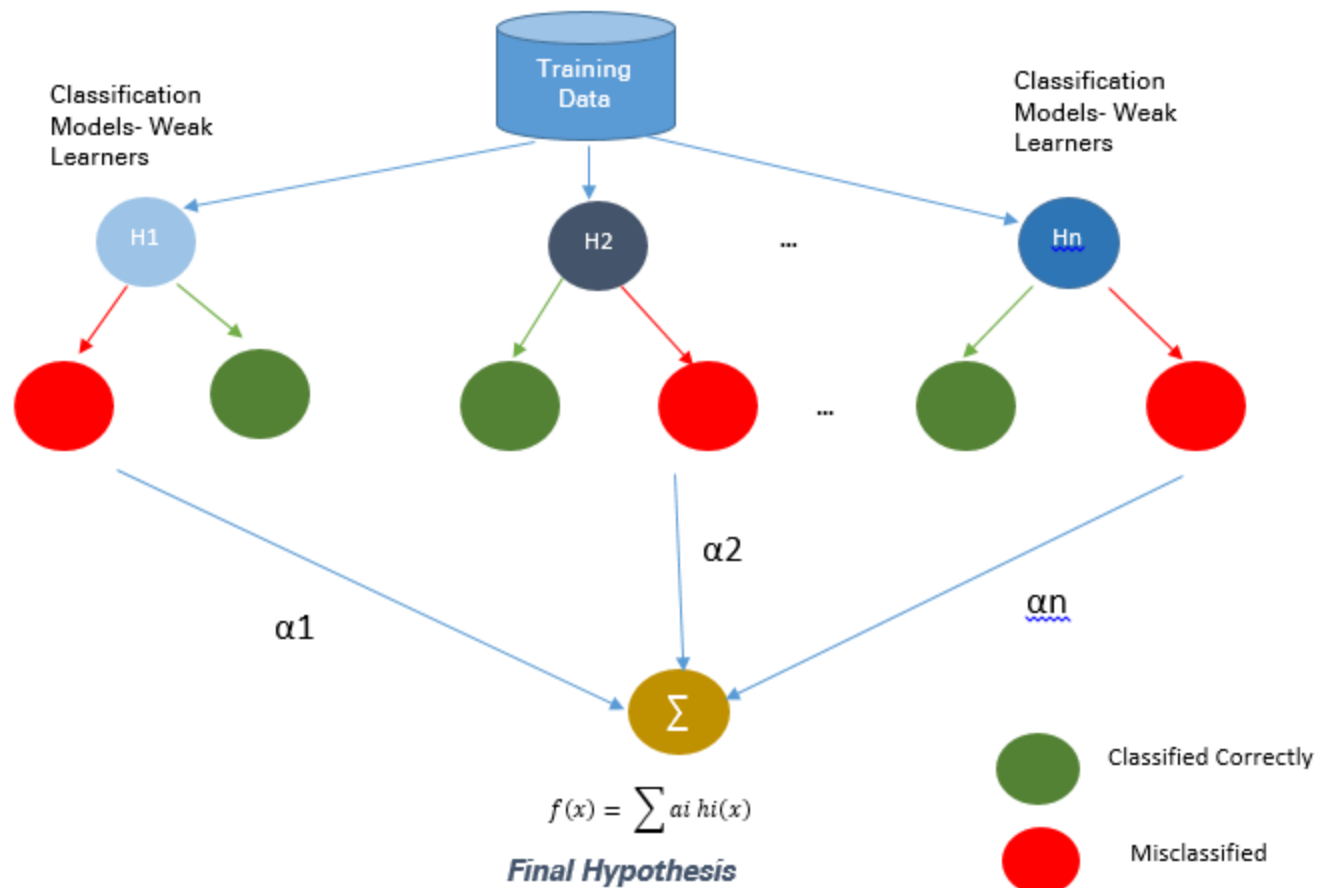 Training
Data
Classification
Models- Weak
Learners
Classification
Models- Weak
Learners
H1
H2
...
Hn
...
α1
α2
αn
∑
f(x) = ∑ ai hi(x)
Final Hypothesis
Classified Correctly
Misclassified